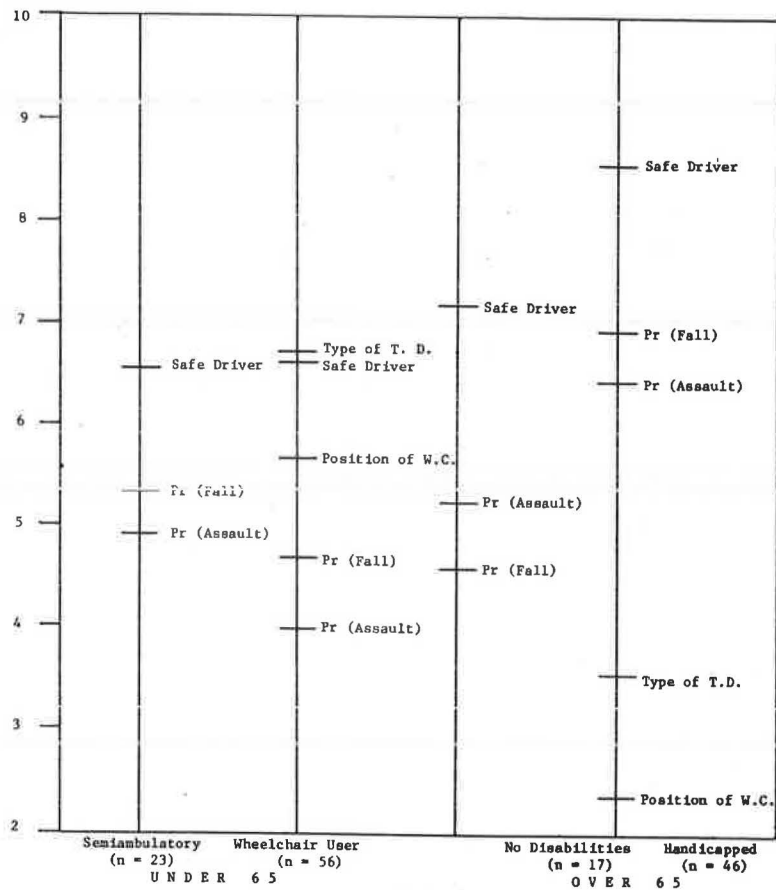 10
9
8
7
6
5
4
3
2
Safe Driver
Pr (Fall)
Pr (Assault)
Type of T. D.
Safe Driver
Position of W.C.
Pr (Fall)
Pr (Assault)
Safe Driver
Pr (Assault)
Pr (Fall)
Safe Driver
Pr (Fall)
Pr (Assault)
Type of T.D.
Position of W.C.
Semiambulatory
(n = 23)
Wheelchair User
(n = 56)
UNDER 65
No Disabilities
(n = 17)
Handicapped
(n = 46)
OVER 65